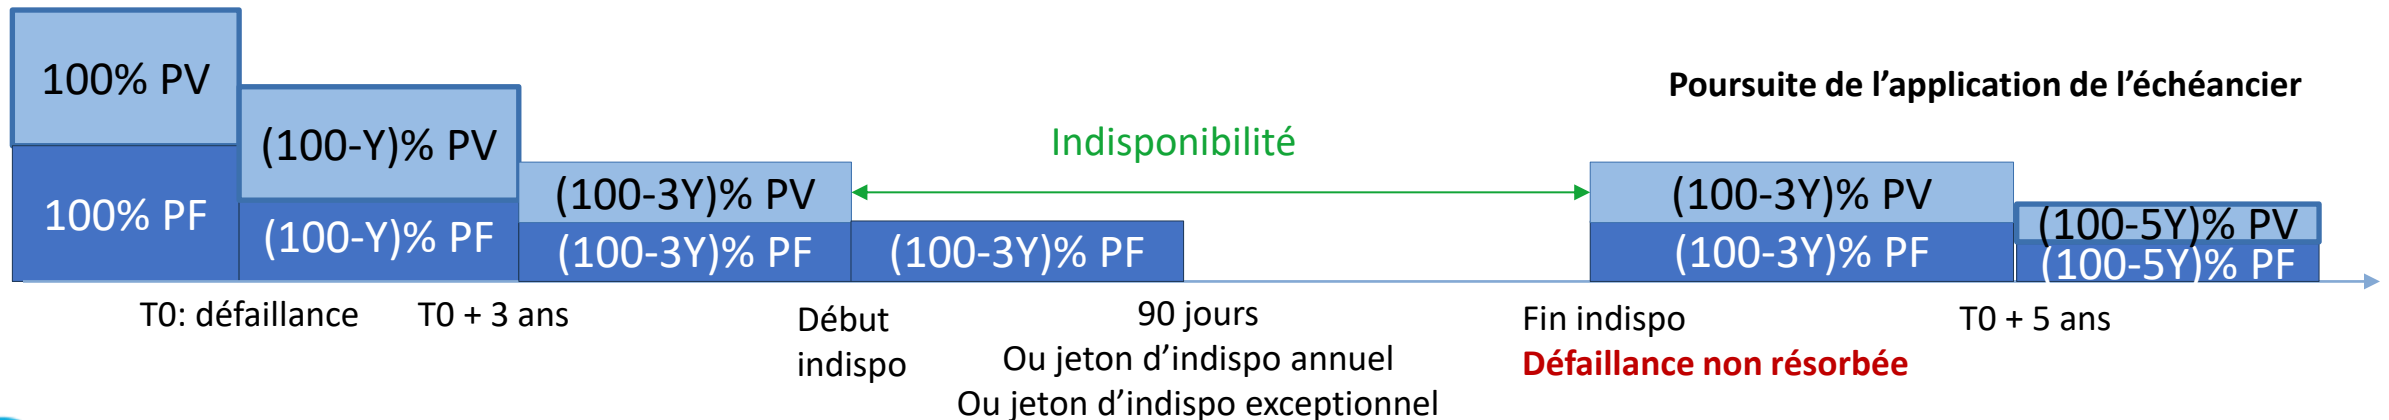 100% PV
100% PF
(100-Y)% PV
(100-Y)% PF
(100-3Y)% PV
(100-3Y)% PF
(100-3Y)% PF
Indisponibilité
Poursuite de l’application de l’échéancier
(100-3Y)% PV
(100-3Y)% PF
(100-5Y)% PV
(100-5Y)% PF
T0: défaillance
T0 + 3 ans
Début
indispo
90 jours
Ou jeton d’indispo annuel
Ou jeton d’indispo exceptionnel
Fin indispo
Défaillance non résorbée
T0 + 5 ans